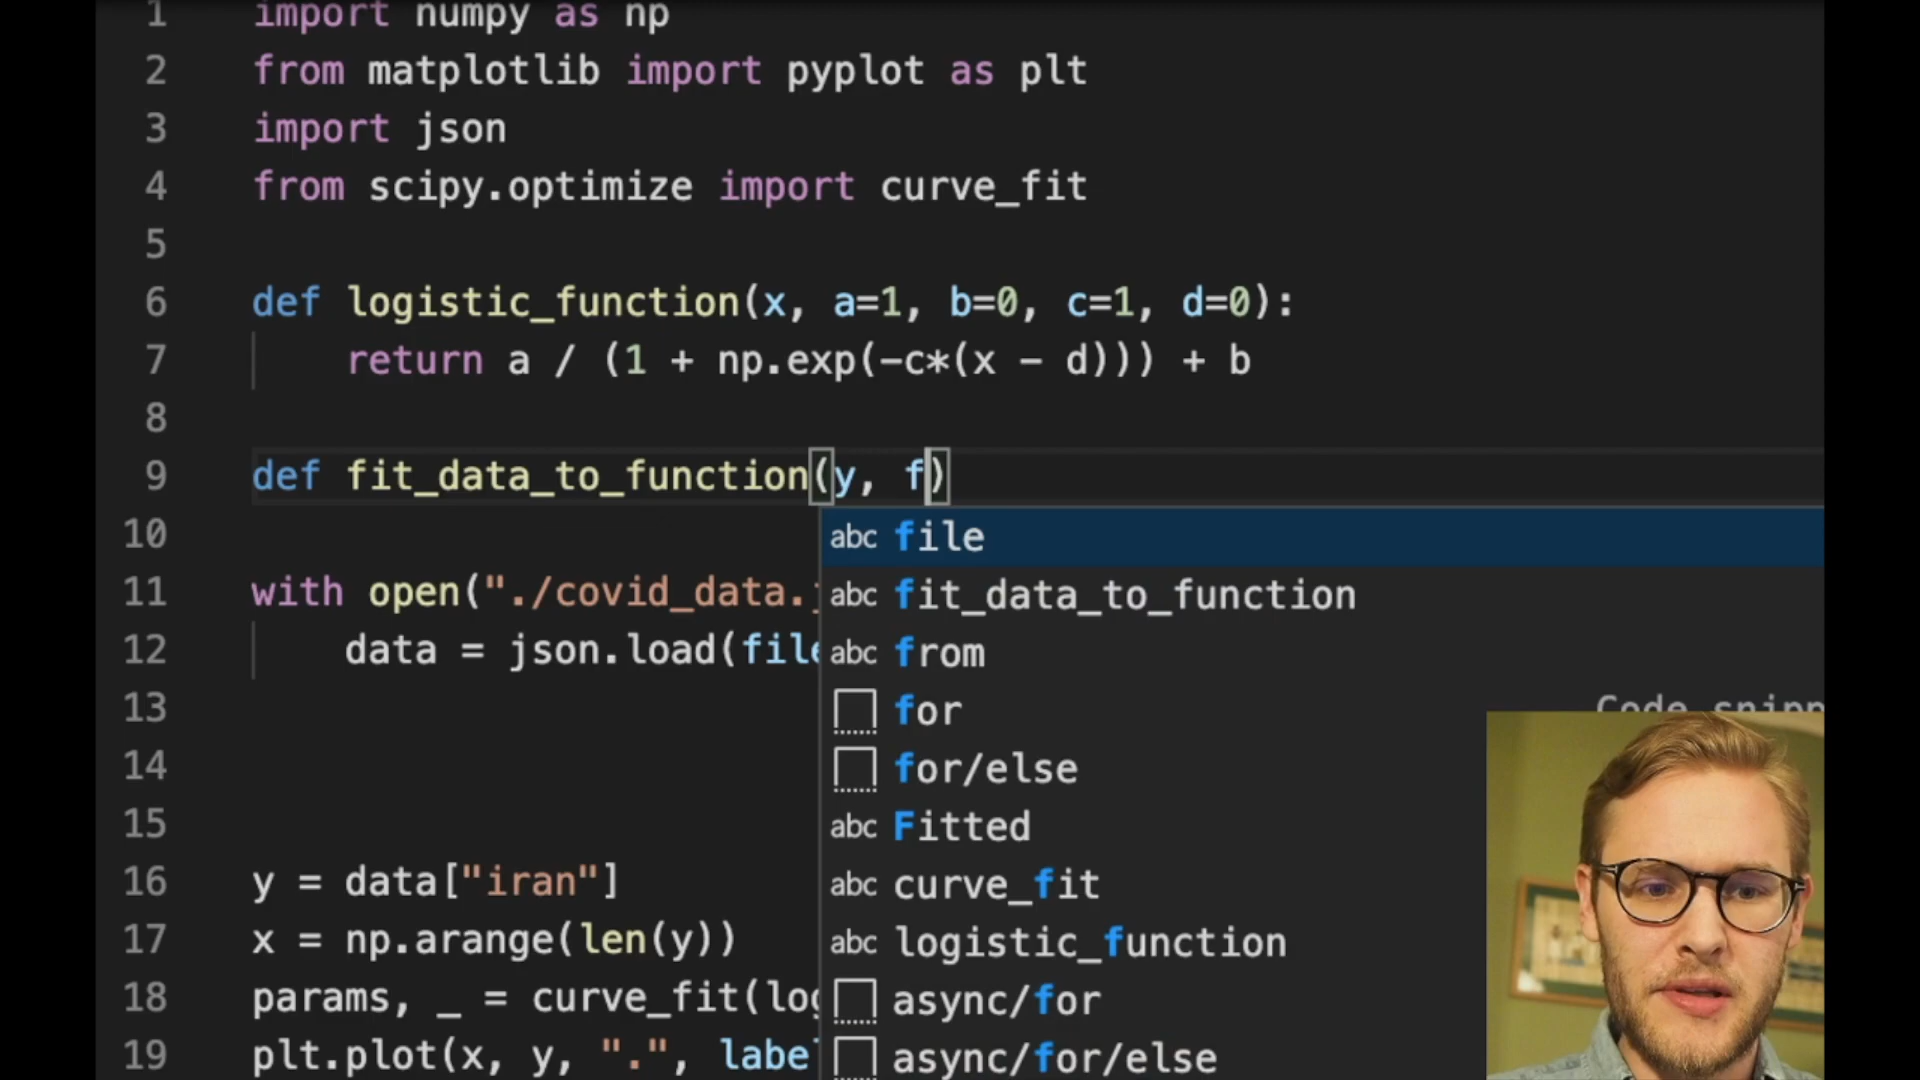 1 import numpy as np
2 from matplotlib import pyplot as plt
3 import json
4 from scipy.optimize import curve_fit
5
6 def logistic_function(x, a=1, b=0, c=1, d=0):
7 return a / (1 + np.exp(-c*(x - d))) + b
8
9 def fit_data_to_function(y, f)
10 abc file
11 with open("./covid_data. abc fit_data_to_function
12 data = json.load(file abc from
13 for
Code snipp
14 for/else
15 abc Fitted
16 y = data["iran"] abc curve_fit
17 x = np.arange(len(y)) abc logistic_function
18 params, _ = curve_fit(log async/for
19 plt.plot(x, y, ".", label async/for/else